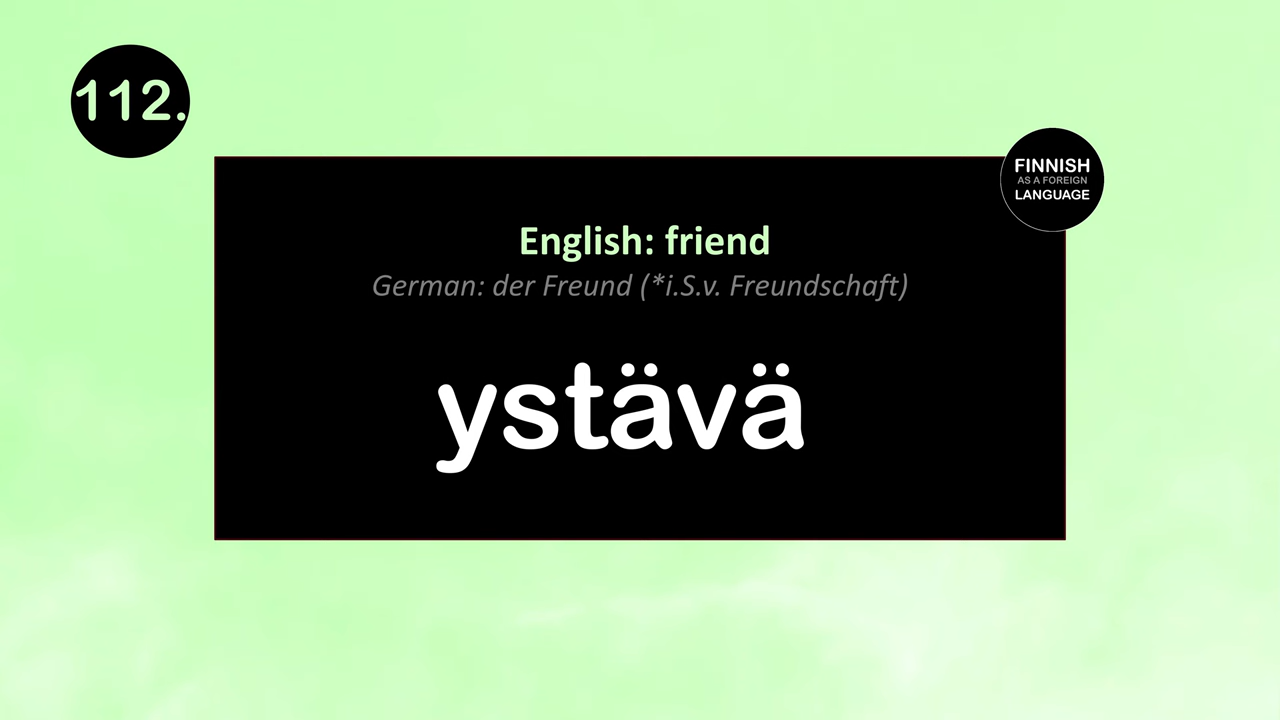 112.
FINNISH
AS A FOREIGN
LANGUAGE
English: friend
German: der Freund (*i.S.v. Freundschaft)
ystävä